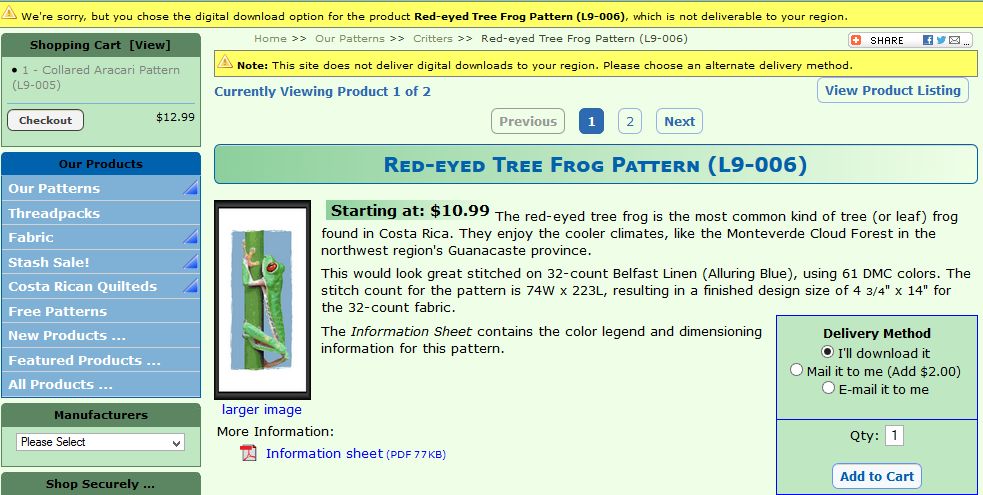 We're sorry, but you chose the digital download option for the product Red-eyed Tree Frog Pattern (L9-006), which is not deliverable to your region.
Shopping Cart [View]
1 - Collared Aracari Pattern
(L9-005)
Checkout
$12.99
Our Products
Our Patterns
Threadpacks
Fabric
Stash Sale!
Costa Rican Quilteds
Free Patterns
New Products ...
Featured Products ...
All Products ...
Manufacturers
Please Select
Shop Securely ...
Home >> Our Patterns >> Critters >> Red-eyed Tree Frog Pattern (L9-006)
SHARE
Note: This site does not deliver digital downloads to your region. Please choose an alternate delivery method.
Currently Viewing Product 1 of 2
View Product Listing
Previous 1 2 Next
Red-eyed Tree Frog Pattern (L9-006)
Starting at: $10.99
The red-eyed tree frog is the most common kind of tree (or leaf) frog
found in Costa Rica. They enjoy the cooler climates, like the Monteverde Cloud Forest in the
northwest region's Guanacaste province.
This would look great stitched on 32-count Belfast Linen (Alluring Blue), using 61 DMC colors. The
stitch count for the pattern is 74W x 223L, resulting in a finished design size of 4 3/4" x 14" for
the 32-count fabric.
The Information Sheet contains the color legend and dimensioning
information for this pattern.
larger image
More Information:
Information sheet (PDF 77KB)
Delivery Method
I'll download it
Mail it to me (Add $2.00)
E-mail it to me
Qty: 1
Add to Cart